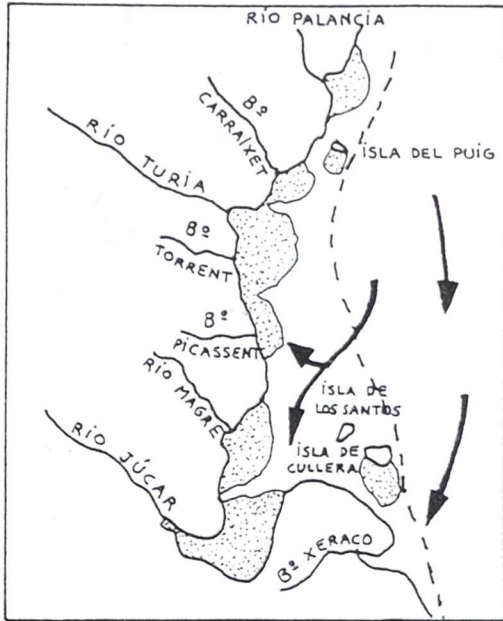 RÍO PALANCIA
Bº
CARRAÍXET
RÍO TURIA
ISLA DEL PUIG
Bº
TORRENT
Bº
PICASSENT
RÍO MAGRE
ISLA DE
LOS SANTOS
ISLA DE
CULLERA
RÍO JÚCAR
Bº XERACO